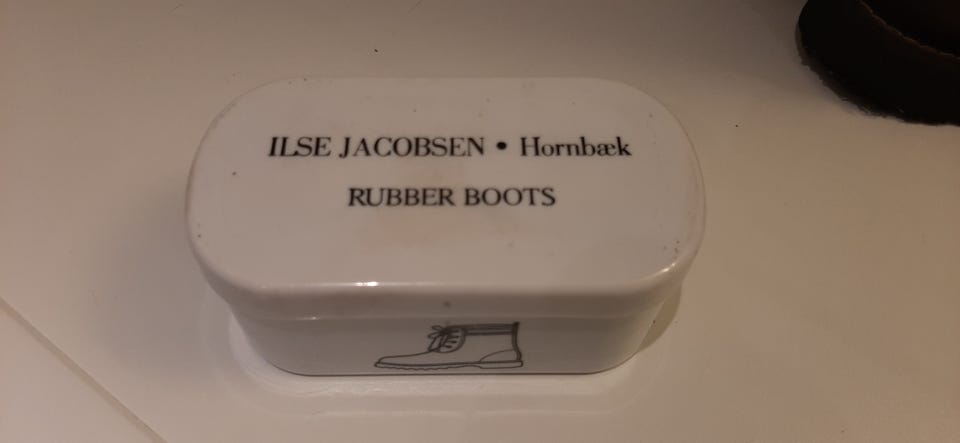 ILSE JACOBSEN • Hornbæk
RUBBER BOOTS